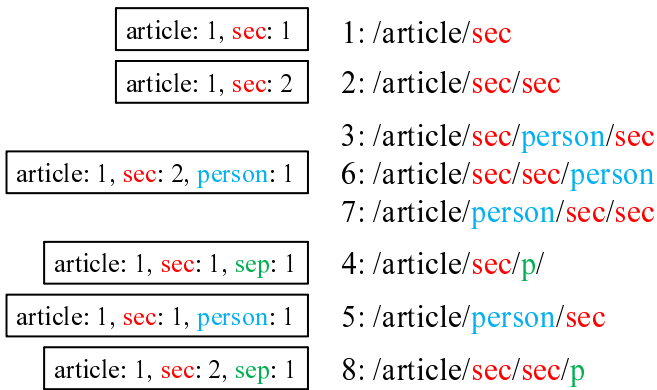 article: 1, sec: 1 1: /article/sec
article: 1, sec: 2 2: /article/sec/sec
3: /article/sec/person/sec
article: 1, sec: 2, person: 1 6: /article/sec/sec/person
7: /article/person/sec/sec
article: 1, sec: 1, sep: 1 4: /article/sec/p/
article: 1, sec: 1, person: 1 5: /article/person/sec
article: 1, sec: 2, sep: 1 8: /article/sec/sec/p